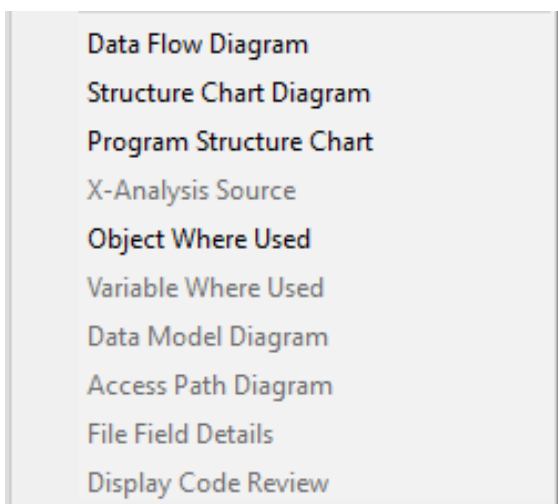 Data Flow Diagram
Structure Chart Diagram
Program Structure Chart
X-Analysis Source
Object Where Used
Variable Where Used
Data Model Diagram
Access Path Diagram
File Field Details
Display Code Review